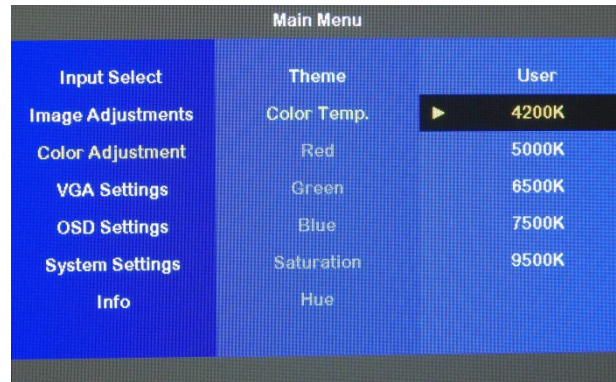 Main Menu
Input Select Theme User
Image Adjustments Color Temp. 4200K
Color Adjustment Red 5000K
VGA Settings Green 6500K
OSD Settings Blue 7500K
System Settings Saturation 9500K
Info Hue